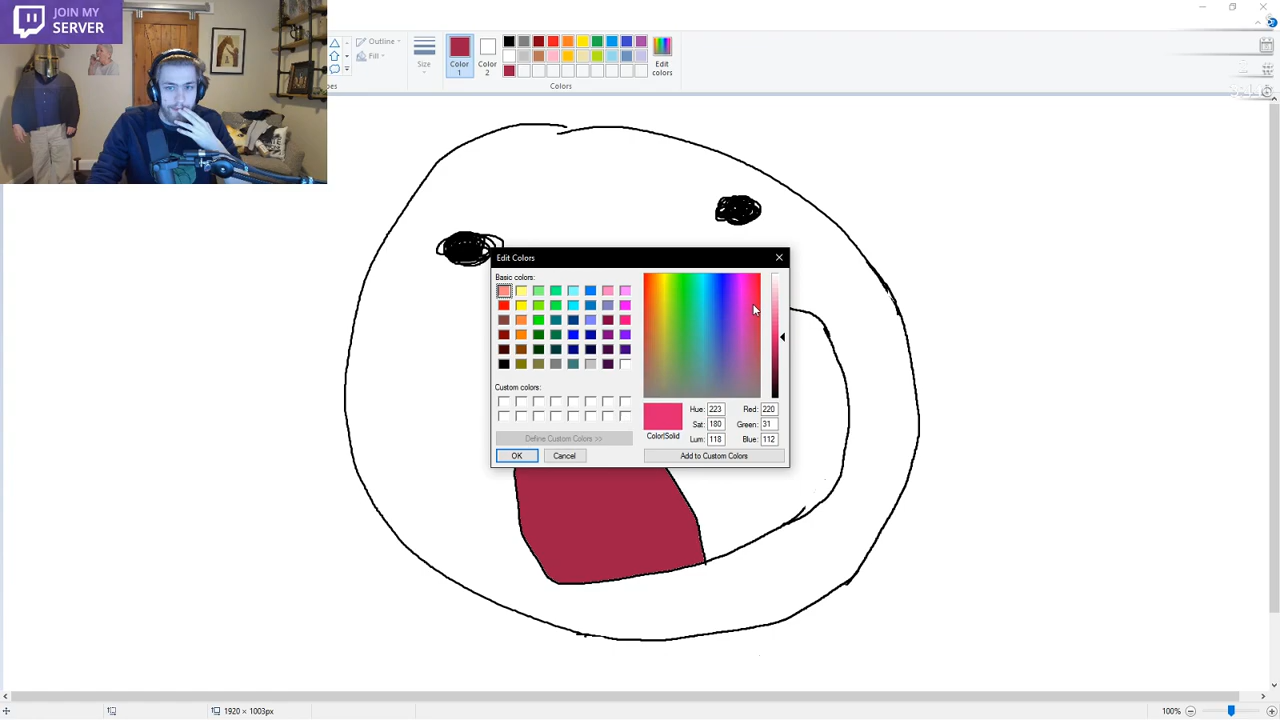 JOIN MY
SERVER
Outline
Fill
Size
Color
1
Color
2
Edit
colors
Colors
Edit Colors
Basic colors:
Custom colors:
Define Custom Colors >>
OK
Cancel
Color|Solid
Hue: 223
Sat: 180
Lum: 118
Red: 220
Green: 31
Blue: 112
Add to Custom Colors
1920 × 1003px
100%